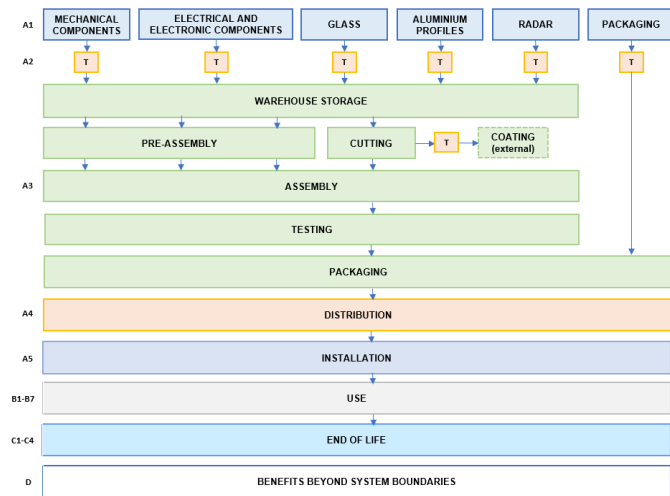 A1
MECHANICAL
COMPONENTS
ELECTRICAL AND
ELECTRONIC COMPONENTS
GLASS
ALUMINIUM
PROFILES
RADAR
PACKAGING
A2
T
T
T
T
T
T
WAREHOUSE STORAGE
PRE-ASSEMBLY
CUTTING
T
COATING
(external)
A3
ASSEMBLY
TESTING
PACKAGING
A4
DISTRIBUTION
A5
INSTALLATION
B1-B7
USE
C1-C4
END OF LIFE
D
BENEFITS BEYOND SYSTEM BOUNDARIES